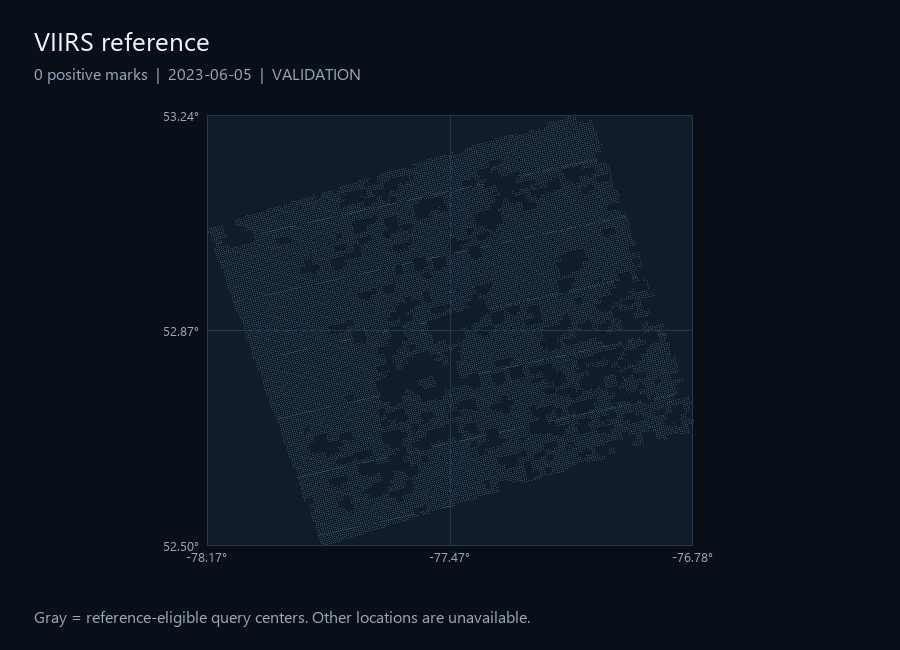 VIIRS reference
0 positive marks | 2023-06-05 | VALIDATION
53.24°
52.87°
52.50°
-78.17°
-77.47°
-76.78°
Gray = reference-eligible query centers. Other locations are unavailable.